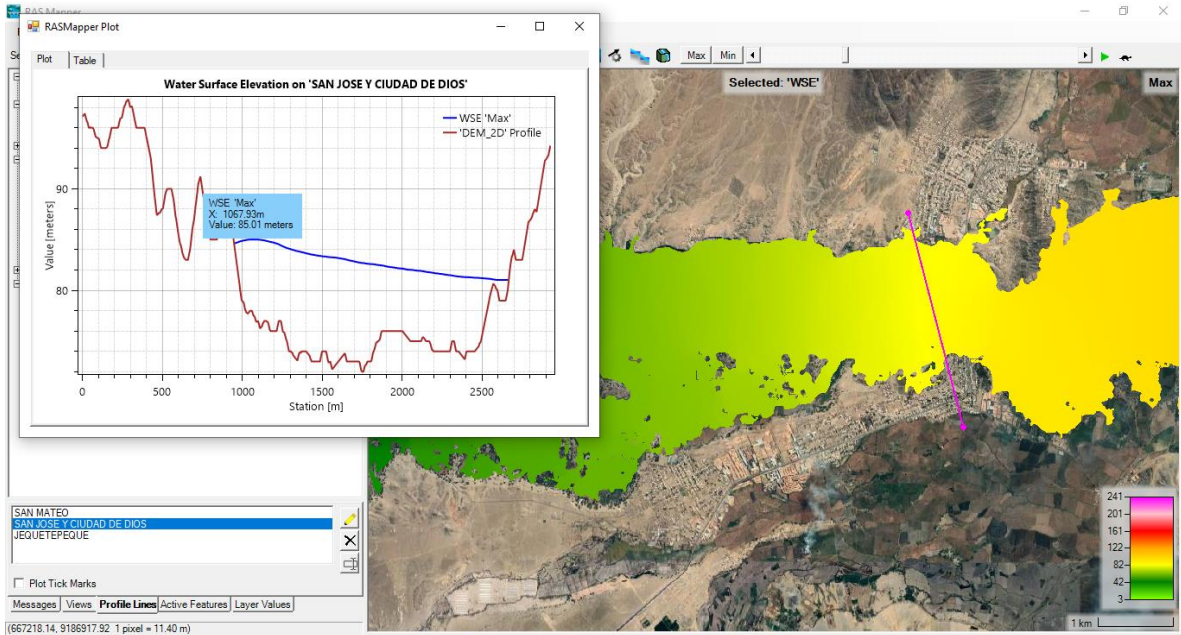 RAS Mapper
RASMapper Plot
Plot
Table
Max
Min
Water Surface Elevation on 'SAN JOSE Y CIUDAD DE DIOS'
WSE 'Max'
'DEM_2D' Profile
WSE 'Max'
X: 1067.93m
Value: 85.01 meters
Value [meters]
90
80
0
500
1000
1500
2000
2500
Station [m]
Selected: 'WSE'
Max
SAN MATEO
SAN JOSE Y CIUDAD DE DIOS
JEQUETEPEQUE
Plot Tick Marks
Messages Views Profile Lines Active Features Layer Values
(667218.14, 9186917.92 1 pixel = 11.40 m)
241
201
161
122
82
42
3
1 km